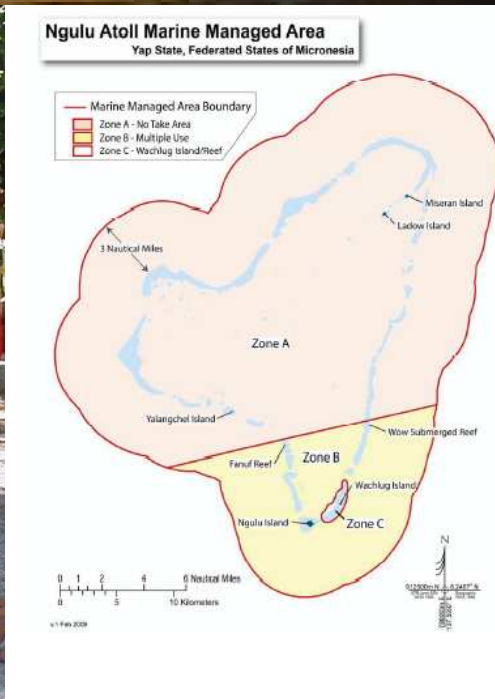 Ngulu Atoll Marine Managed Area
Yap State, Federated States of Micronesia
Marine Managed Area Boundary
Zone A - No Take Area
Zone B - Multiple Use
Zone C - Wachlug Island/Reef
Miseran Island
Ladow Island
3 Nautical Miles
Zone A
Yalangchel Island
Wow Submerged Reef
Fanuf Reef
Zone B
Wachlug Island
Ngulu Island
Zone C
N
0 1 2 4 6 Nautical Miles
0 5 10 Kilometers
v.1 Feb 2009